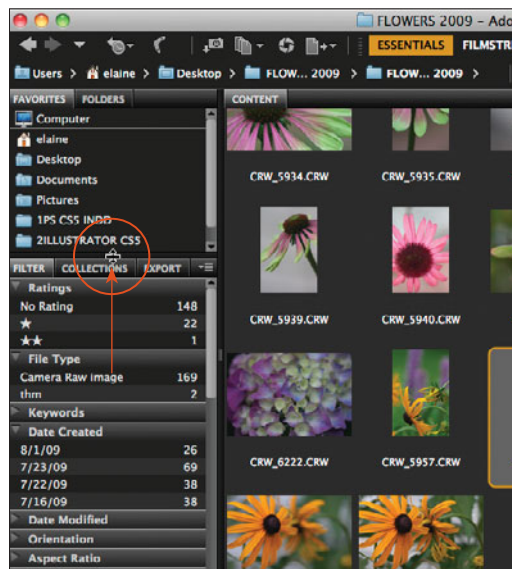 FLOWERS 2009 – Ado
ESSENTIALS FILMSTR
Users > elaine > Desktop > FLOW... 2009 > FLOW... 2009 >
FAVORITES FOLDERS
CONTENT
Computer
elaine
Desktop
Documents
Pictures
1PS CS5 INDD
2ILLUSTRATOR CS5
CRW_5934.CRW CRW_5935.CRW
FILTER COLLECTIONS EXPORT
Ratings
No Rating 148
★ 22
★★ 1
CRW_5939.CRW CRW_5940.CRW
File Type
Camera Raw image 169
thm 2
Keywords
Date Created
8/1/09 26
7/23/09 69
7/22/09 38
7/16/09 38
CRW_6222.CRW CRW_5957.CRW
Date Modified
Orientation
Aspect Ratio